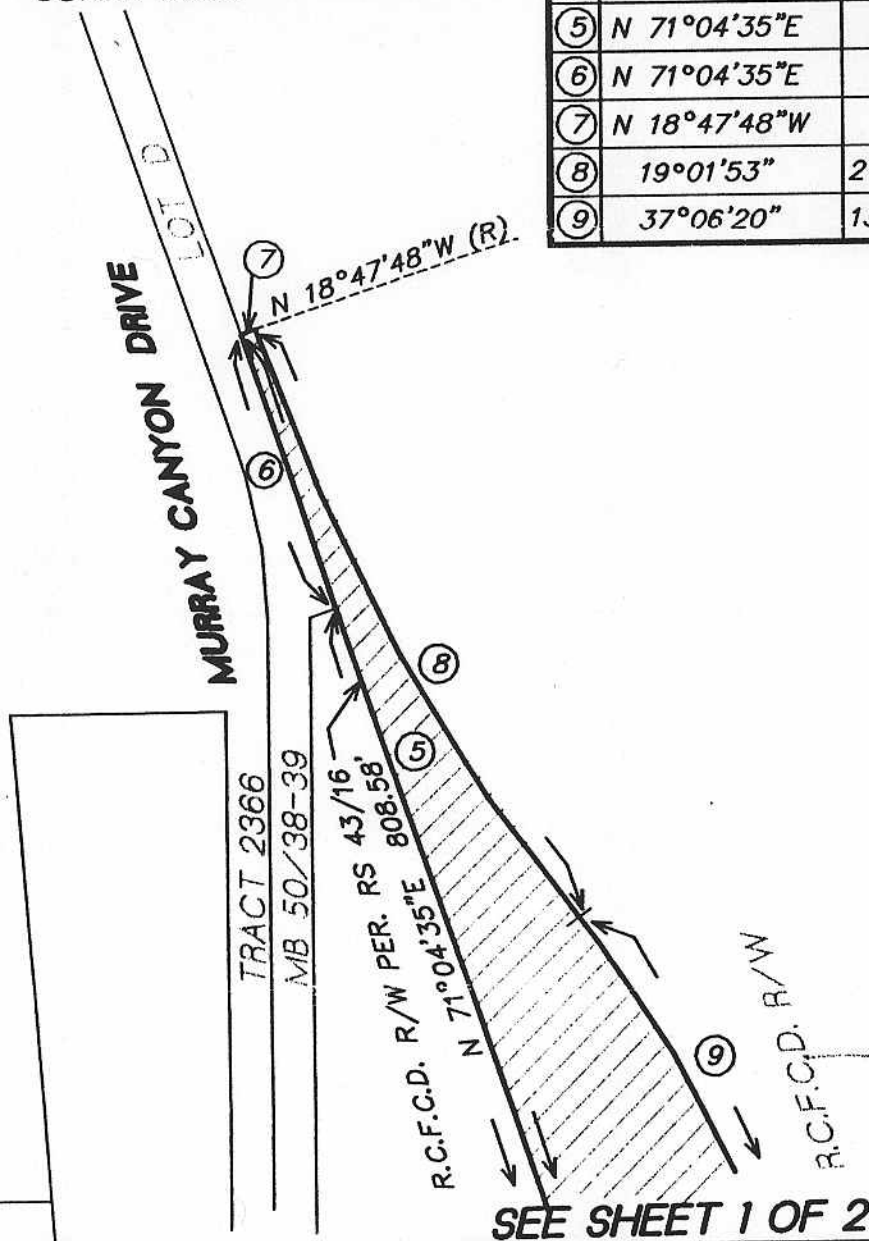 ⑤ N 71°04'35"E
⑥ N 71°04'35"E
⑦ N 18°47'48"W
⑧ 19°01'53" 2
⑨ 37°06'20"
LOT D
⑦
N 18°47'48"W (R)
MURRAY CANYON DRIVE
⑥
⑧
⑤
TRACT 2366
MB 50/38-39
R.C.F.C.D. R/W PER. RS 43/16
N 71°04'35"E 808.58'
⑨
R.C.F.C.D. R/W
SEE SHEET 1 OF 2